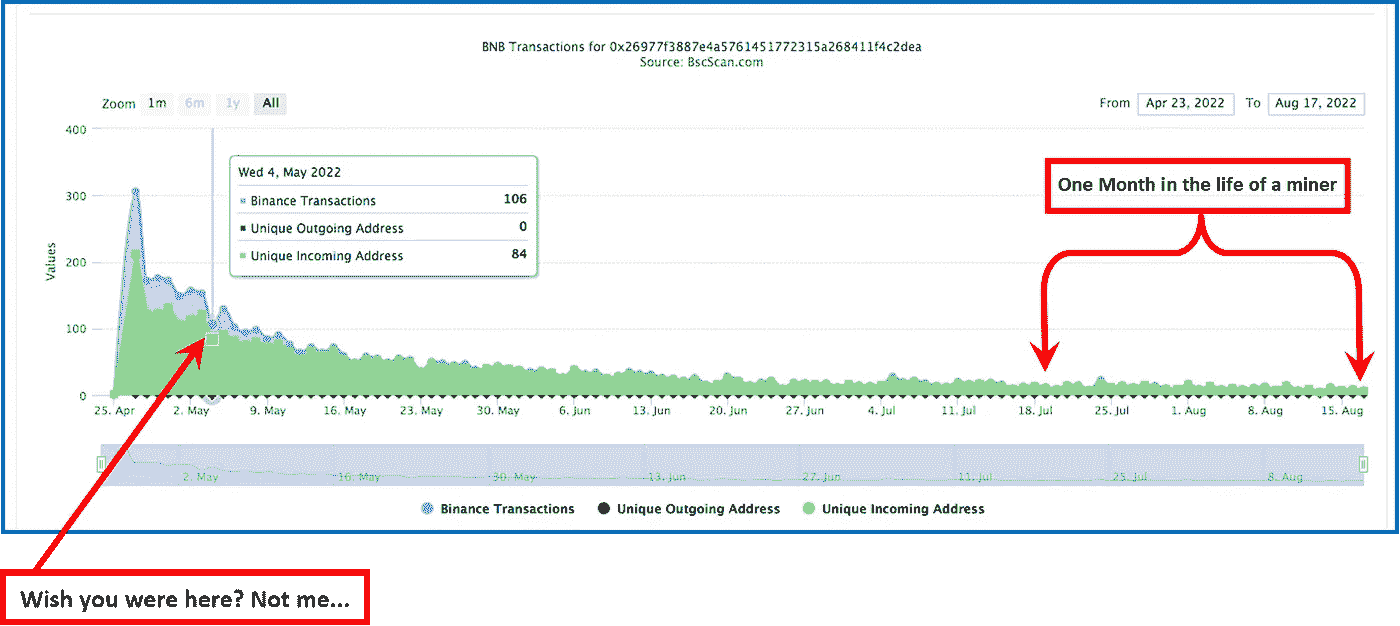 BNB Transactions for 0x26977f3887e4a5761451772315a268411f4c2dea
Source: BscScan.com
Zoom 1m 6m 1y All
From Apr 23, 2022 To Aug 17, 2022
400
300
200
100
0
Values
Wed 4, May 2022
Binance Transactions 106
Unique Outgoing Address 0
Unique Incoming Address 84
One Month in the life of a miner
25. Apr 2. May 9. May 16. May 23. May 30. May 6. Jun 13. Jun 20. Jun 27. Jun 4. Jul 11. Jul 18. Jul 25. Jul 1. Aug 8. Aug 15. Aug
2. May 16. May 30. May 13. Jun 27. Jun 11. Jul 25. Jul 8. Aug
Binance Transactions Unique Outgoing Address Unique Incoming Address
Wish you were here? Not me...